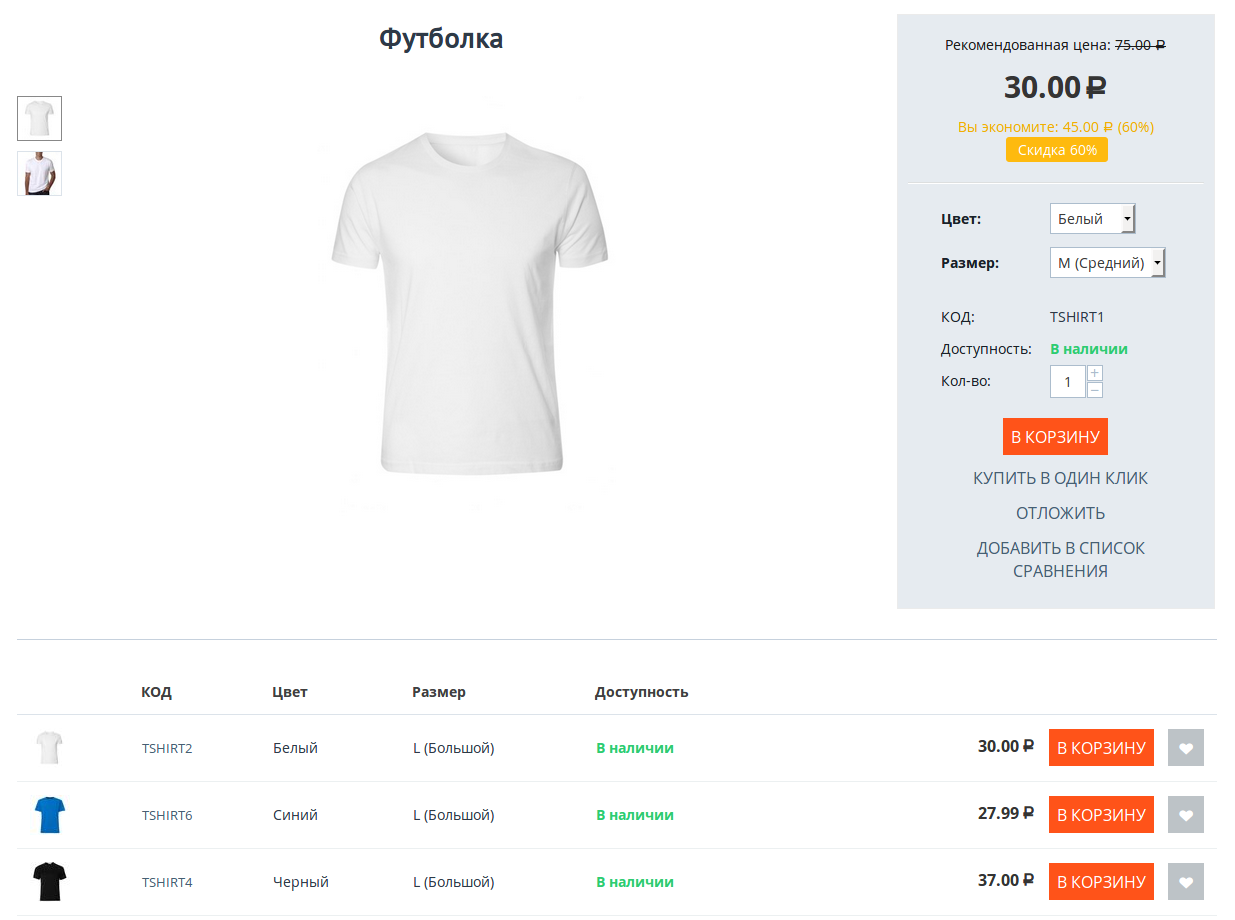 Футболка
Рекомендованная цена: 75.00 ₽
30.00 ₽
Вы экономите: 45.00 ₽ (60%)
Скидка 60%
Цвет: Белый
Размер: M (Средний)
КОД: TSHIRT1
Доступность: В наличии
Кол-во: 1 + −
В КОРЗИНУ
КУПИТЬ В ОДИН КЛИК
ОТЛОЖИТЬ
ДОБАВИТЬ В СПИСОК
СРАВНЕНИЯ
КОД Цвет Размер Доступность
TSHIRT2 Белый L (Большой) В наличии 30.00 ₽ В КОРЗИНУ
TSHIRT6 Синий L (Большой) В наличии 27.99 ₽ В КОРЗИНУ
TSHIRT4 Черный L (Большой) В наличии 37.00 ₽ В КОРЗИНУ